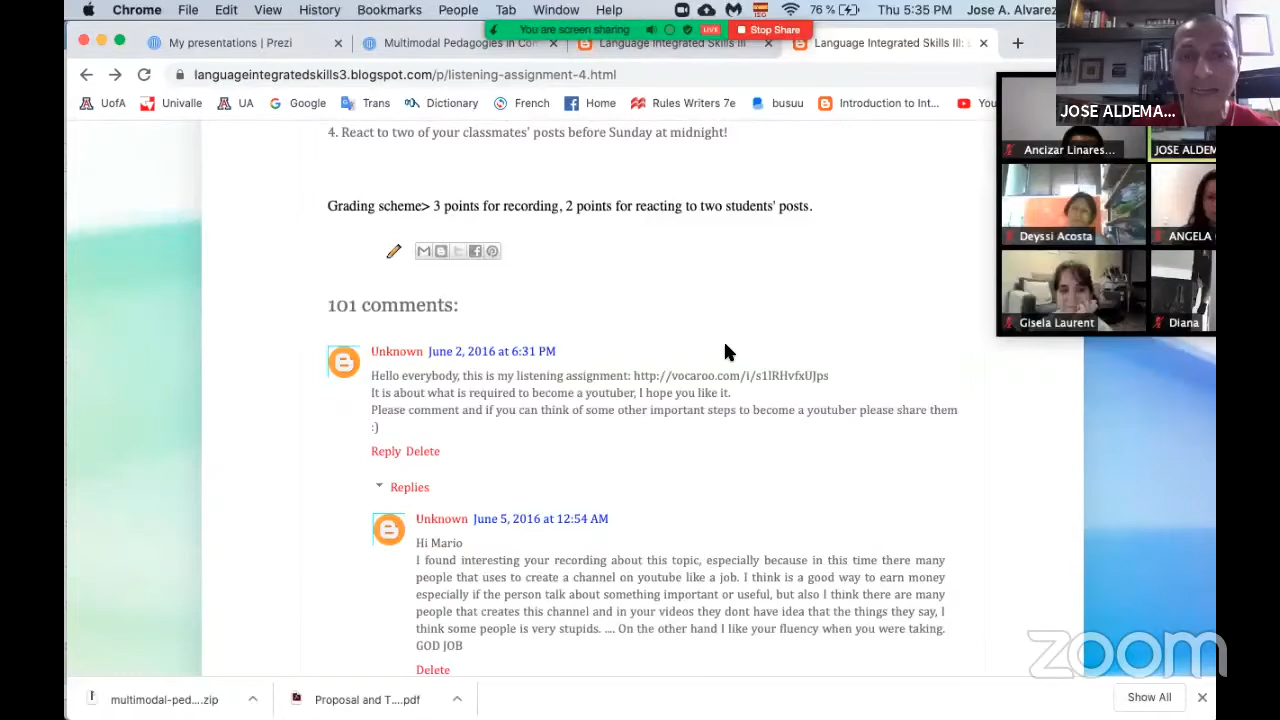 Chrome File Edit View History Bookmarks People Tab Window Help 76 % Thu 5:35 PM Jose A. Alvarez
ISO
You are screen sharing LIVE Stop Share
My presentations | Prezi
Multimodal Pedagogies in Co
Language Integrated Skills III
Language Integrated Skills III:
languageintegratedskills3.blogspot.com/p/listening-assignment-4.html
UofA Univalle UA Google Trans Dictionary French Home Rules Writers 7e busuu Introduction to Int... You
JOSE ALDEMA...
4. React to two of your classmates' posts before Sunday at midnight!
Ancizar Linares...
JOSE ALDEM
Grading scheme> 3 points for recording, 2 points for reacting to two students' posts.
Deyssi Acosta
ANGELA
101 comments:
Gisela Laurent
Diana
Unknown June 2, 2016 at 6:31 PM
Hello everybody, this is my listening assignment: http://vocaroo.com/i/s1lRHvfxUJps
It is about what is required to become a youtuber, I hope you like it.
Please comment and if you can think of some other important steps to become a youtuber please share them
:)
Reply Delete
Replies
Unknown June 5, 2016 at 12:54 AM
Hi Mario
I found interesting your recording about this topic, especially because in this time there many
people that uses to create a channel on youtube like a job. I think is a good way to earn money
especially if the person talk about something important or useful, but also I think there are many
people that creates this channel and in your videos they dont have idea that the things they say, I
think some people is very stupids. .... On the other hand I like your fluency when you were taking.
GOD JOB
Delete
zoom
multimodal-ped....zip
Proposal and T....pdf
Show All